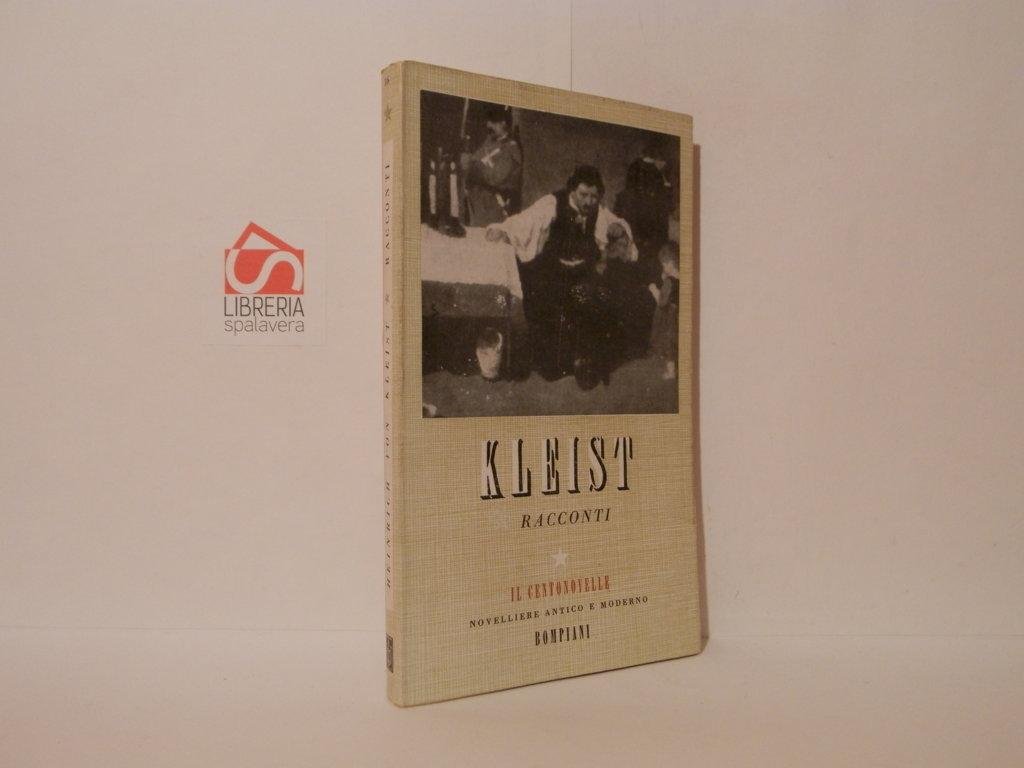 LIBRERIA
spalavera
HEINRICH VON KLEIST * RACCONTI
KLEIST
RACCONTI
IL CENTONOVELLE
NOVELLIERE ANTICO E MODERNO
BOMPIANI